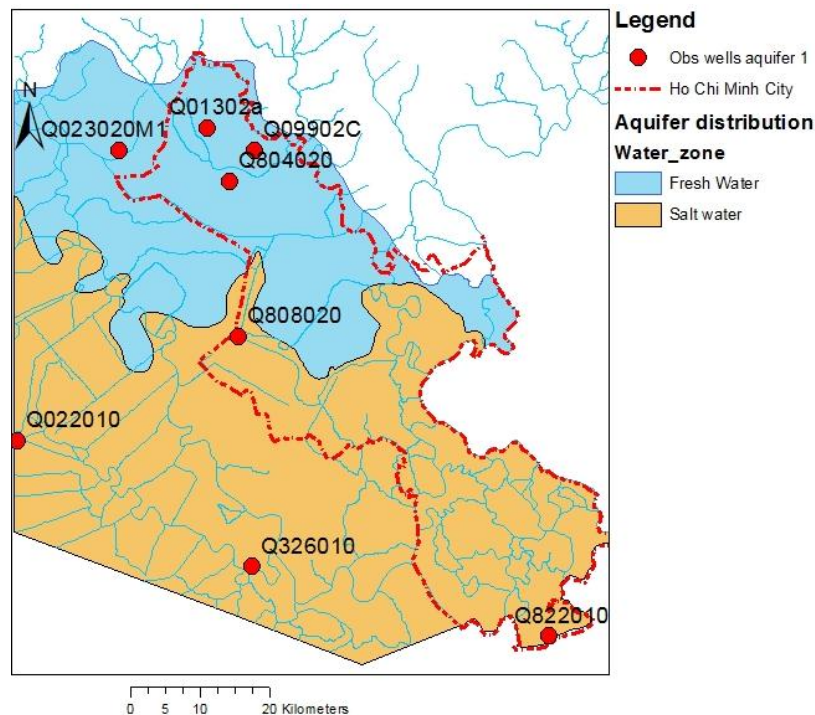 Legend
Obs wells aquifer 1
Ho Chi Minh City
Aquifer distribution
Water_zone
Fresh Water
Salt water
N
Q01302a
Q023020M1
Q09902C
Q804020
Q808020
Q022010
Q326010
Q822010
0 5 10 20 Kilometers